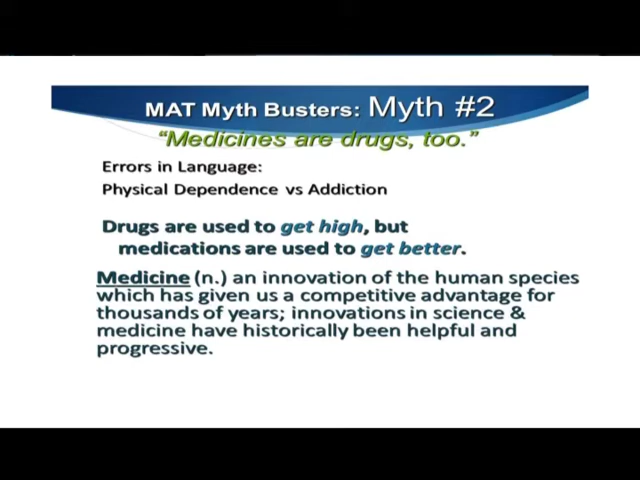 MAT Myth Busters: Myth #2
“Medicines are drugs, too.”
Errors in Language:
Physical Dependence vs Addiction
Drugs are used to get high, but
medications are used to get better.
Medicine (n.) an innovation of the human species
which has given us a competitive advantage for
thousands of years; innovations in science &
medicine have historically been helpful and
progressive.